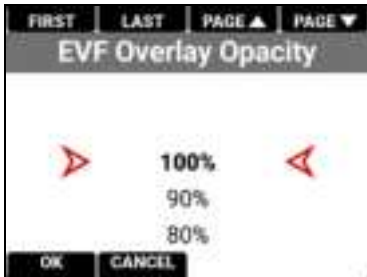 FIRST LAST PAGE ▲ PAGE ▼
EVF Overlay Opacity
100%
90%
80%
OK CANCEL